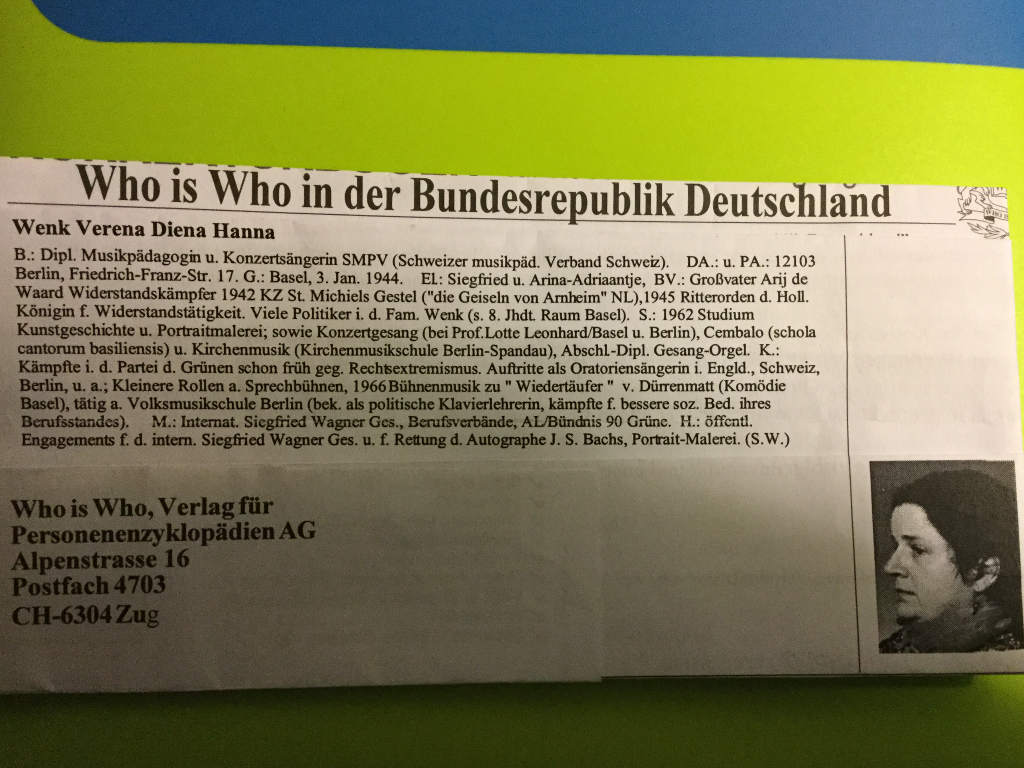 Who is Who in der Bundesrepublik Deutschland
Wenk Verena Diena Hanna
B.: Dipl. Musikpädagogin u. Konzertsängerin SMPV (Schweizer musikpäd. Verband Schweiz). DA.: u. PA.: 12103
Berlin, Friedrich-Franz-Str. 17. G.: Basel, 3. Jan. 1944. El.: Siegfried u. Arina-Adriaantje, BV.: Großvater Arij de
Waard Widerstandskämpfer 1942 KZ St. Michiels Gestel ("die Geiseln von Arnheim" NL),1945 Ritterorden d. Holl.
Königin f. Widerstandstätigkeit. Viele Politiker i. d. Fam. Wenk (s. 8. Jhdt. Raum Basel). S.: 1962 Studium
Kunstgeschichte u. Portraitmalerei; sowie Konzertgesang (bei Prof.Lotte Leonhard/Basel u. Berlin), Cembalo (schola
cantorum basiliensis) u. Kirchenmusik (Kirchenmusikschule Berlin-Spandau), Abschl-Dipl. Gesang-Orgel. K.:
Kämpfte i. d. Partei d. Grünen schon früh geg. Rechtsextremismus. Auftritte als Oratoriensängerin i. Engld., Schweiz,
Berlin, u. a.; Kleinere Rollen a. Sprechbühnen, 1966 Bühnenmusik zu " Wiedertäufer " v. Dürrenmatt (Komödie
Basel), tätig a. Volksmusikschule Berlin (bek. als politische Klavierlehrerin, kämpfte f. bessere soz. Bed. ihres
Berufsstandes). M.: Internat. Siegfried Wagner Ges., Berufsverbände, AL/Bündnis 90 Grüne. H.: öffentl.
Engagements f. d. intern. Siegfried Wagner Ges. u. f. Rettung d. Autographe J. S. Bachs, Portrait-Malerei. (S.W.)
Who is Who, Verlag für
Personenenzyklopädien AG
Alpenstrasse 16
Postfach 4703
CH-6304 Zug